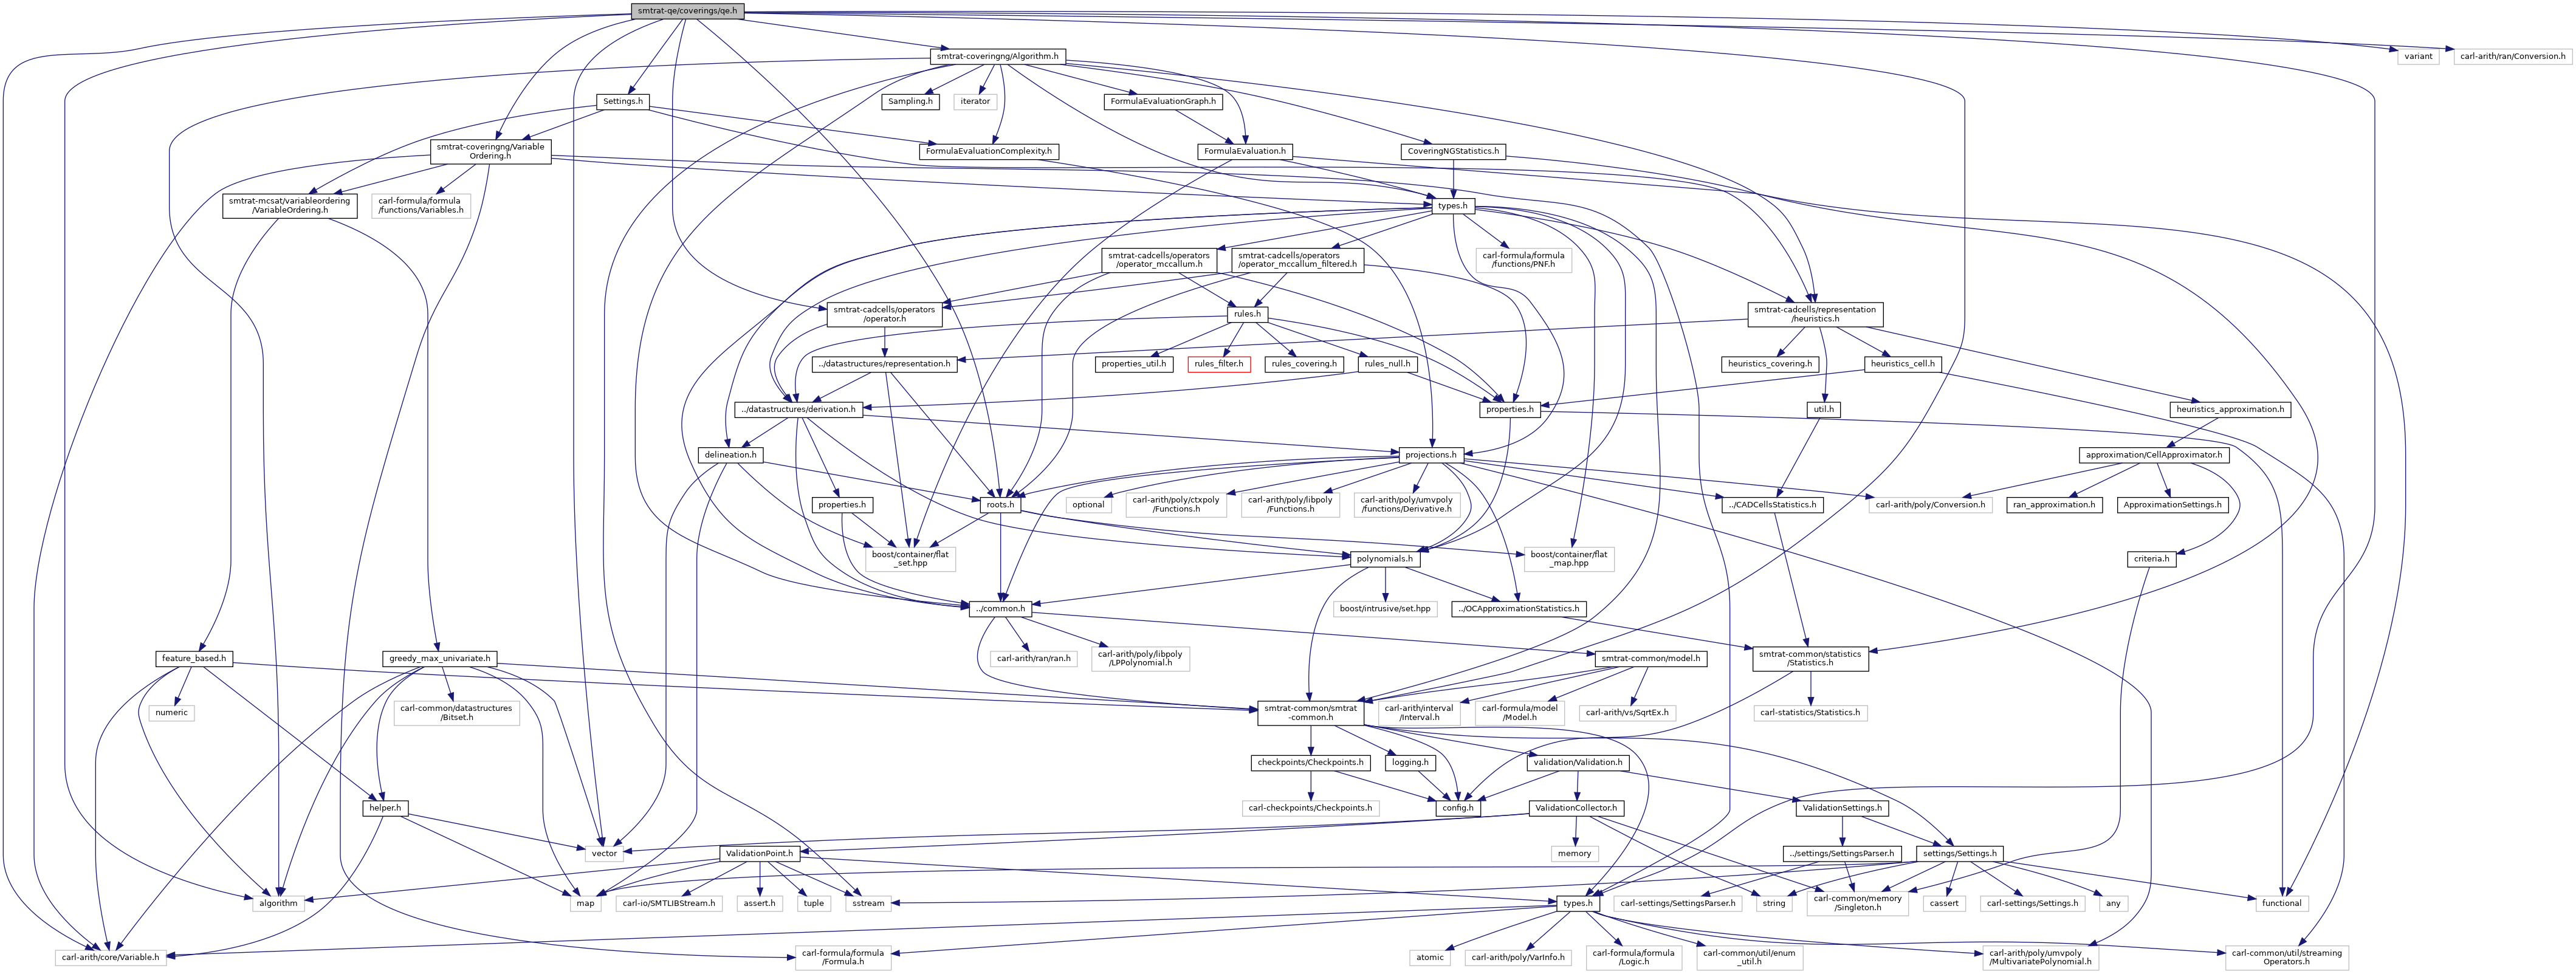 smtrat-qe/coverings/qe.h
smtrat-coveringng/Algorithm.h
variant
carl-arith/ran/Conversion.h
Settings.h
Sampling.h
iterator
FormulaEvaluationGraph.h
smtrat-coveringng/Variable
Ordering.h
FormulaEvaluationComplexity.h
FormulaEvaluation.h
CoveringNGStatistics.h
smtrat-mcsat/variableordering
/VariableOrdering.h
carl-formula/formula
/functions/Variables.h
types.h
smtrat-cadcells/operators
/operator_mccallum.h
smtrat-cadcells/operators
/operator_mccallum_filtered.h
carl-formula/formula
/functions/PNF.h
smtrat-cadcells/operators
/operator.h
rules.h
smtrat-cadcells/representation
/heuristics.h
../datastructures/representation.h
properties_util.h
rules_filter.h
rules_covering.h
rules_null.h
heuristics_covering.h
heuristics_cell.h
../datastructures/derivation.h
properties.h
util.h
heuristics_approximation.h
delineation.h
projections.h
approximation/CellApproximator.h
properties.h
roots.h
optional
carl-arith/poly/ctxpoly
/Functions.h
carl-arith/poly/libpoly
/Functions.h
carl-arith/poly/umvpoly
/functions/Derivative.h
../CADCellsStatistics.h
carl-arith/poly/Conversion.h
ran_approximation.h
ApproximationSettings.h
boost/container/flat
_set.hpp
polynomials.h
boost/container/flat
_map.hpp
criteria.h
../common.h
boost/intrusive/set.hpp
../OCApproximationStatistics.h
feature_based.h
greedy_max_univariate.h
carl-arith/ran/ran.h
carl-arith/poly/libpoly
/LPPolynomial.h
smtrat-common/model.h
smtrat-common/statistics
/Statistics.h
numeric
carl-common/datastructures
/Bitset.h
smtrat-common/smtrat
-common.h
carl-arith/interval
/Interval.h
carl-formula/model
/Model.h
carl-arith/vs/SqrtEx.h
carl-statistics/Statistics.h
checkpoints/Checkpoints.h
logging.h
validation/Validation.h
helper.h
carl-checkpoints/Checkpoints.h
config.h
ValidationCollector.h
ValidationSettings.h
vector
ValidationPoint.h
memory
../settings/SettingsParser.h
settings/Settings.h
algorithm
map
carl-io/SMTLIBStream.h
assert.h
tuple
sstream
types.h
carl-settings/SettingsParser.h
string
carl-common/memory
/Singleton.h
cassert
carl-settings/Settings.h
any
functional
carl-arith/core/Variable.h
carl-formula/formula
/Formula.h
atomic
carl-arith/poly/VarInfo.h
carl-formula/formula
/Logic.h
carl-common/util/enum
_util.h
carl-arith/poly/umvpoly
/MultivariatePolynomial.h
carl-common/util/streaming
Operators.h